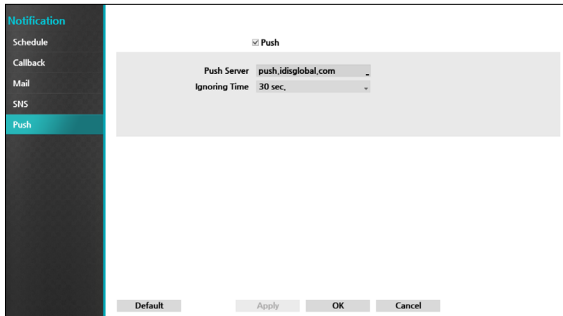 Notification
Schedule
Callback
Mail
SNS
Push
Push
Push Server push.idisglobal.com
Ignoring Time 30 sec.
Default Apply OK Cancel